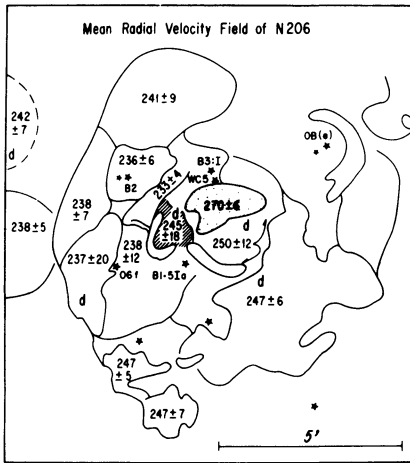 Mean Radial Velocity Field of N206
241±9
242
±7
d
236±6
B2
233±4
B3:I
WC5
OB(e)
270±6
238
±7
d
245
±18
d
250±12
238±5
237±20
238
±12
O6f
B1-5Ia
d
247±6
d
247
±5
247±7
5'